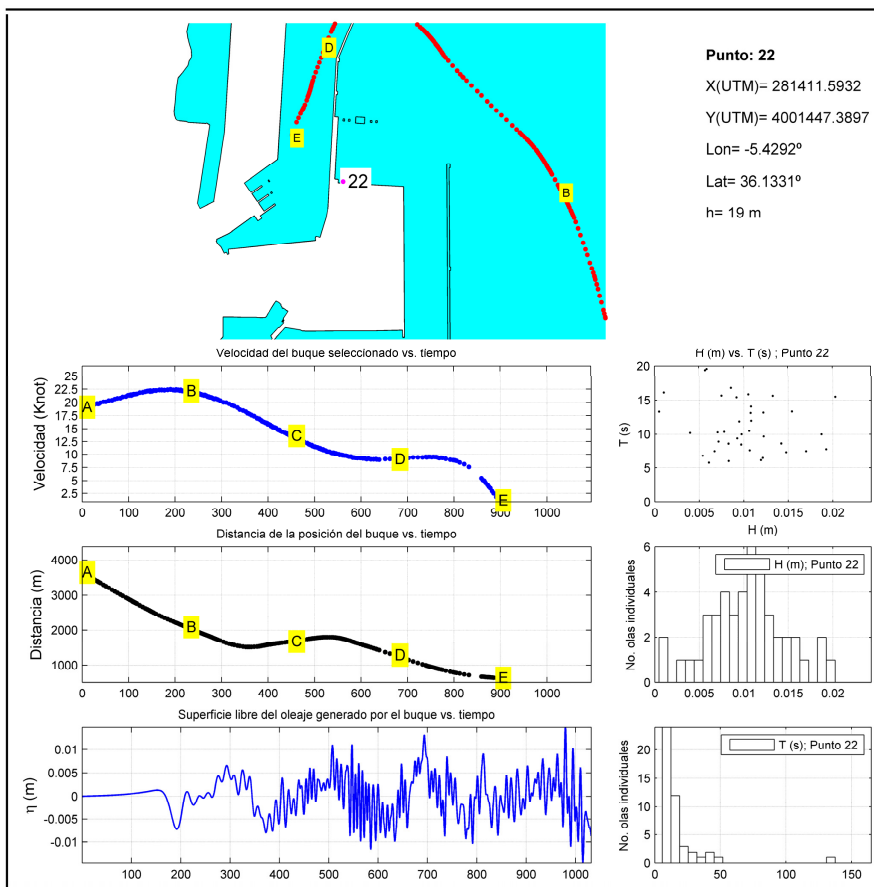 D
E
22
B
Punto: 22
X(UTM)= 281411.5932
Y(UTM)= 4001447.3897
Lon= -5.4292º
Lat= 36.1331º
h= 19 m
Velocidad del buque seleccionado vs. tiempo
Velocidad (Knot)
25
22.5
20
17.5
15
12.5
10
7.5
5
2.5
A
B
C
D
E
0 100 200 300 400 500 600 700 800 900 1000
H (m) vs. T (s) ; Punto 22
T (s)
20
15
10
5
0
0 0.005 0.01 0.015 0.02
H (m)
Distancia de la posición del buque vs. tiempo
Distancia (m)
4000
3000
2000
1000
A
B
C
D
E
0 100 200 300 400 500 600 700 800 900 1000
No. olas individuales
6
4
2
0
H (m); Punto 22
0.005 0.01 0.015 0.02
Superficie libre del oleaje generado por el buque vs. tiempo
η (m)
0.01
0.005
0
-0.005
-0.01
100 200 300 400 500 600 700 800 900 1000
No. olas individuales
20
10
0
T (s); Punto 22
0 50 100 150